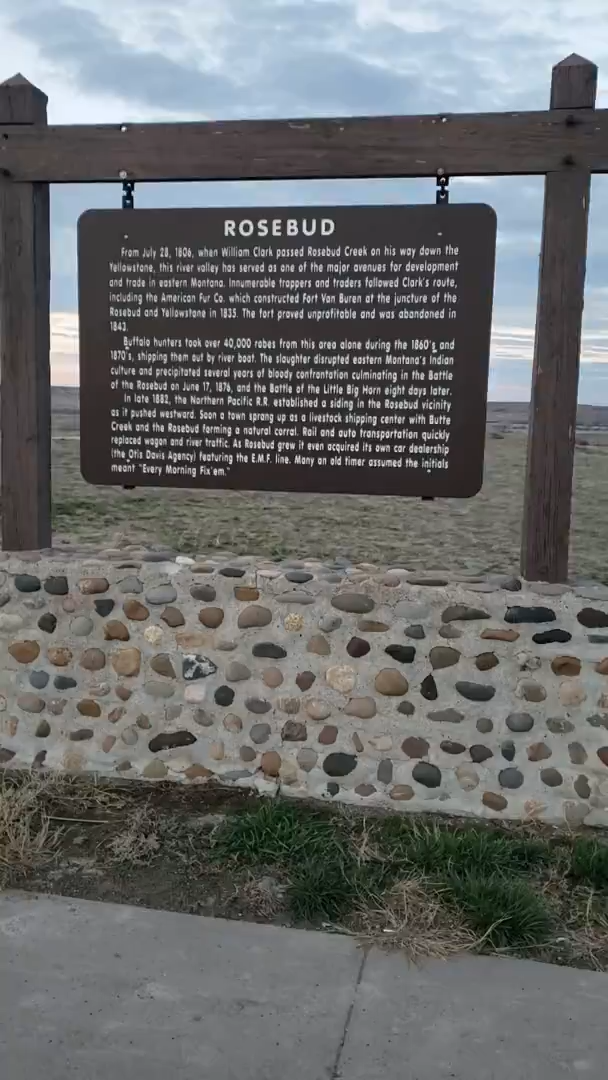 ROSEBUD
From July 28, 1806, when William Clark passed Rosebud Creek on his way down the
Yellowstone, this river valley has served as one of the major avenues for development
and trade in eastern Montana. Innumerable trappers and traders followed Clark's route,
including the American Fur Co. which constructed Fort Van Buren at the juncture of the
Rosebud and Yellowstone in 1835. The fort proved unprofitable and was abandoned in
1843.
Buffalo hunters took over 40,000 robes from this area alone during the 1860's and
1870's, shipping them out by river boat. The slaughter disrupted eastern Montana's Indian
culture and precipitated several years of bloody confrontation culminating in the Battle
of the Rosebud on June 17, 1876, and the Battle of the Little Big Horn eight days later.
In late 1882, the Northern Pacific R.R. established a siding in the Rosebud vicinity
as it pushed westward. Soon a town sprang up as a livestock shipping center with Butte
Creek and the Rosebud forming a natural corral. Rail and auto transportation quickly
replaced wagon and river traffic. As Rosebud grew it even acquired its own car dealership
(the Otis Davis Agency) featuring the E.M.F. line. Many an old timer assumed the initials
meant "Every Morning Fix'em."